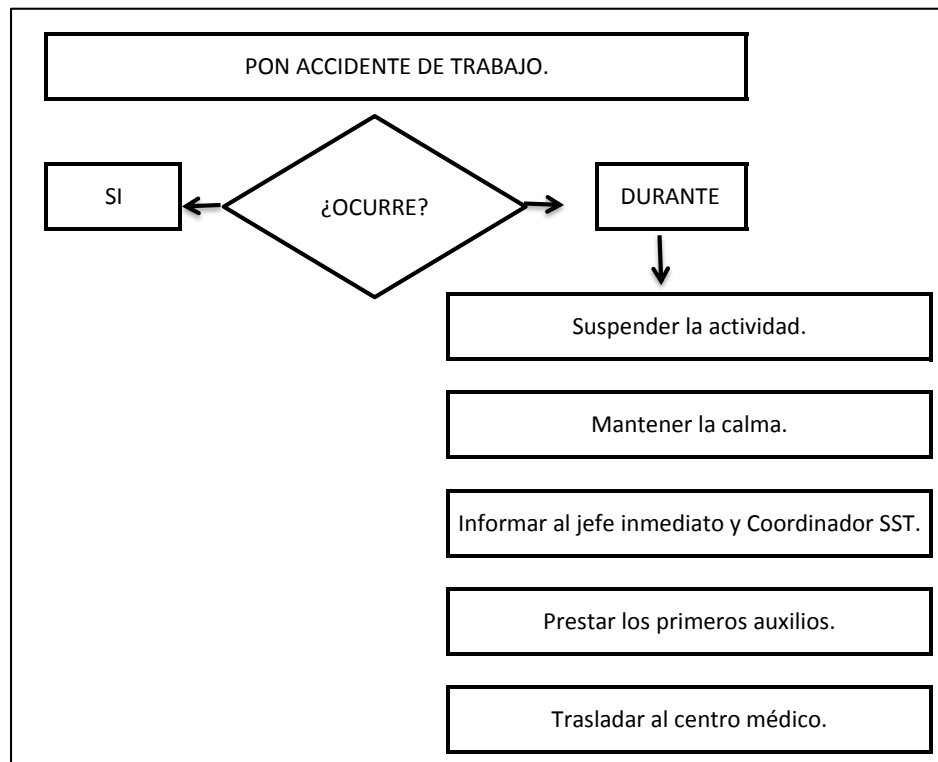 PON ACCIDENTE DE TRABAJO.
SI
¿OCURRE?
DURANTE
Suspender la actividad.
Mantener la calma.
Informar al jefe inmediato y Coordinador SST.
Prestar los primeros auxilios.
Trasladar al centro médico.